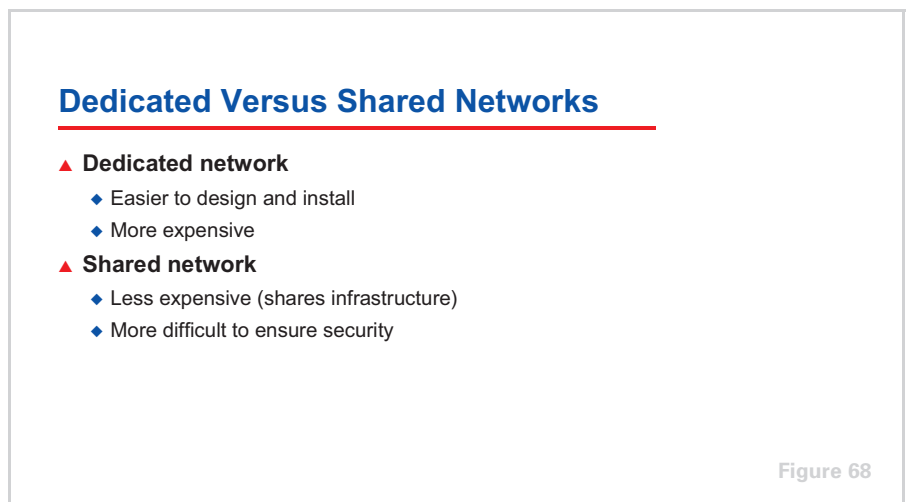 Dedicated Versus Shared Networks
Dedicated network
Easier to design and install
More expensive
Shared network
Less expensive (shares infrastructure)
More difficult to ensure security
Figure 68